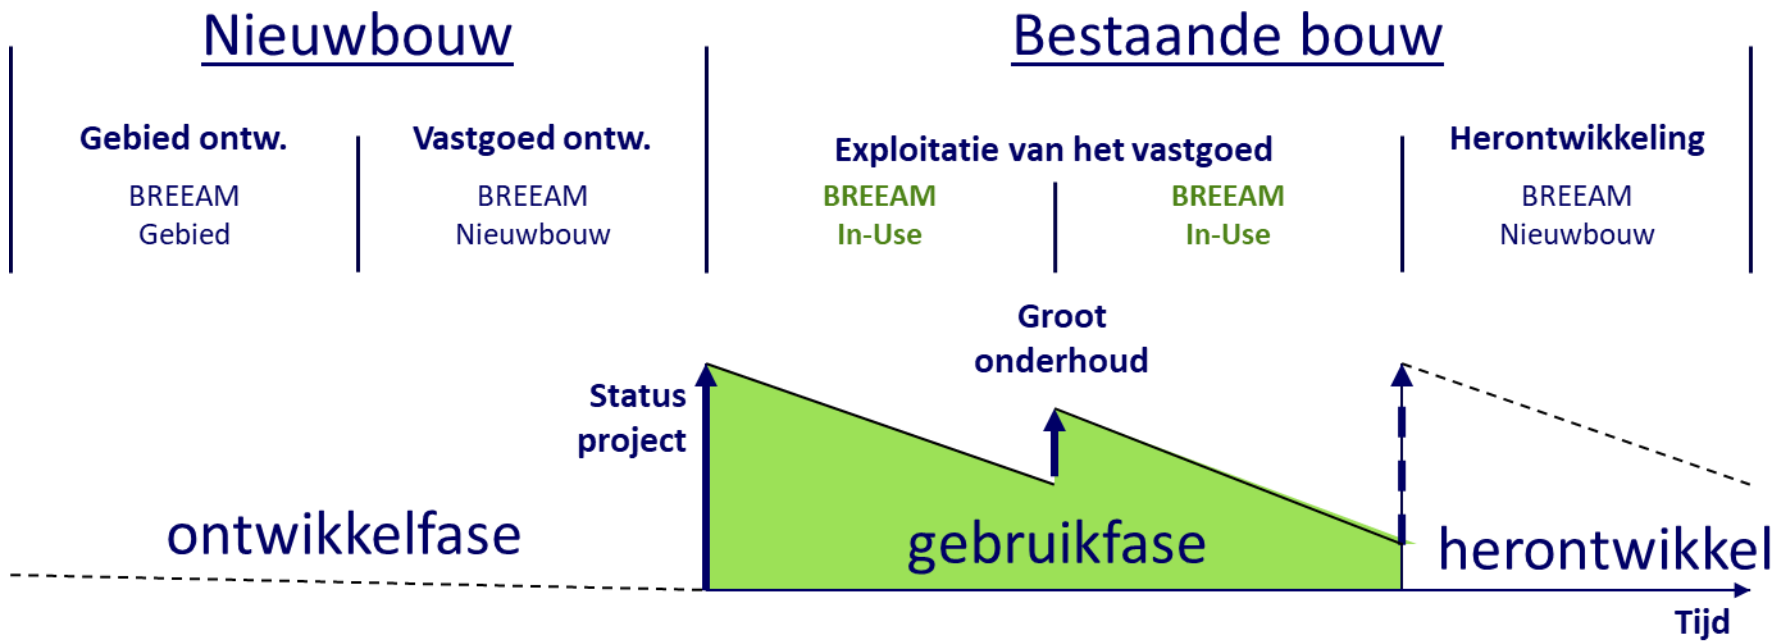 Nieuwbouw
Bestaande bouw
Gebied ontw.
Vastgoed ontw.
Exploitatie van het vastgoed
Herontwikkeling
BREEAM
Gebied
BREEAM
Nieuwbouw
BREEAM
In-Use
BREEAM
In-Use
BREEAM
Nieuwbouw
Groot
onderhoud
Status
project
ontwikkelfase
gebruikfase
herontwikkel
Tijd